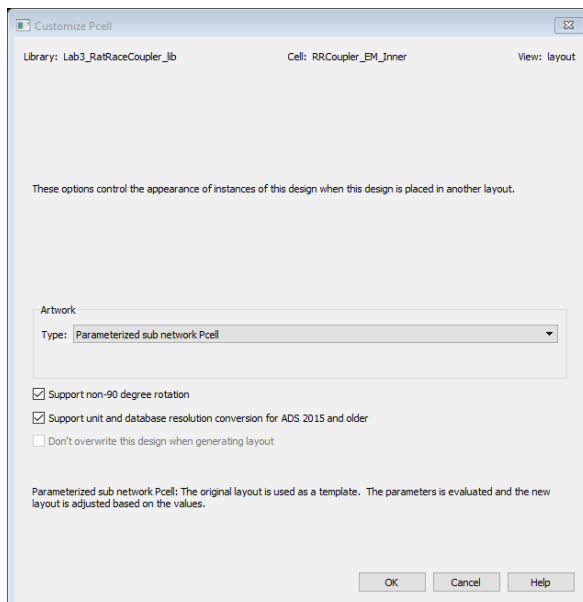 Customize Pcell
Library: Lab3_RatRaceCoupler_lib Cell: RRCoupler_EM_Inner View: layout
These options control the appearance of instances of this design when this design is placed in another layout.
Artwork
Type: Parameterized sub network Pcell
Support non-90 degree rotation
Support unit and database resolution conversion for ADS 2015 and older
Don't overwrite this design when generating layout
Parameterized sub network Pcell: The original layout is used as a template. The parameters is evaluated and the new
layout is adjusted based on the values.
OK Cancel Help